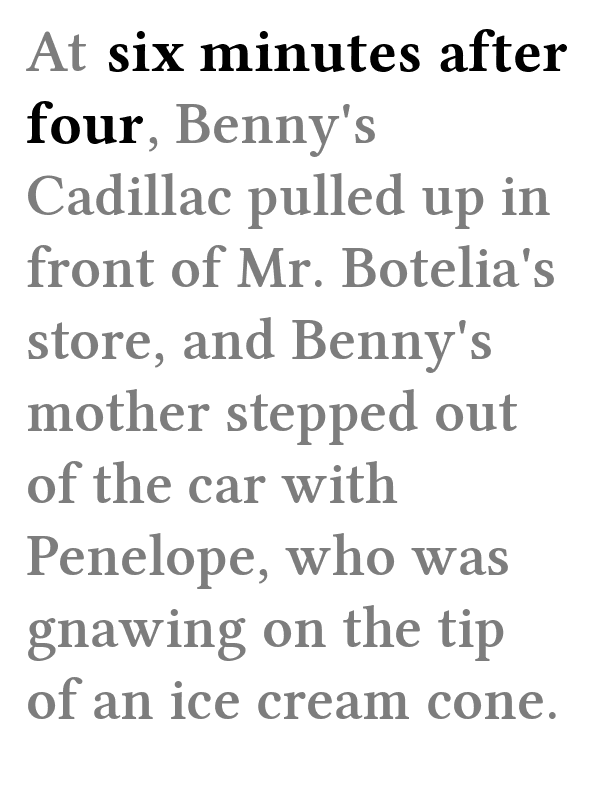 At six minutes after
four, Benny's
Cadillac pulled up in
front of Mr. Botelia's
store, and Benny's
mother stepped out
of the car with
Penelope, who was
gnawing on the tip
of an ice cream cone.